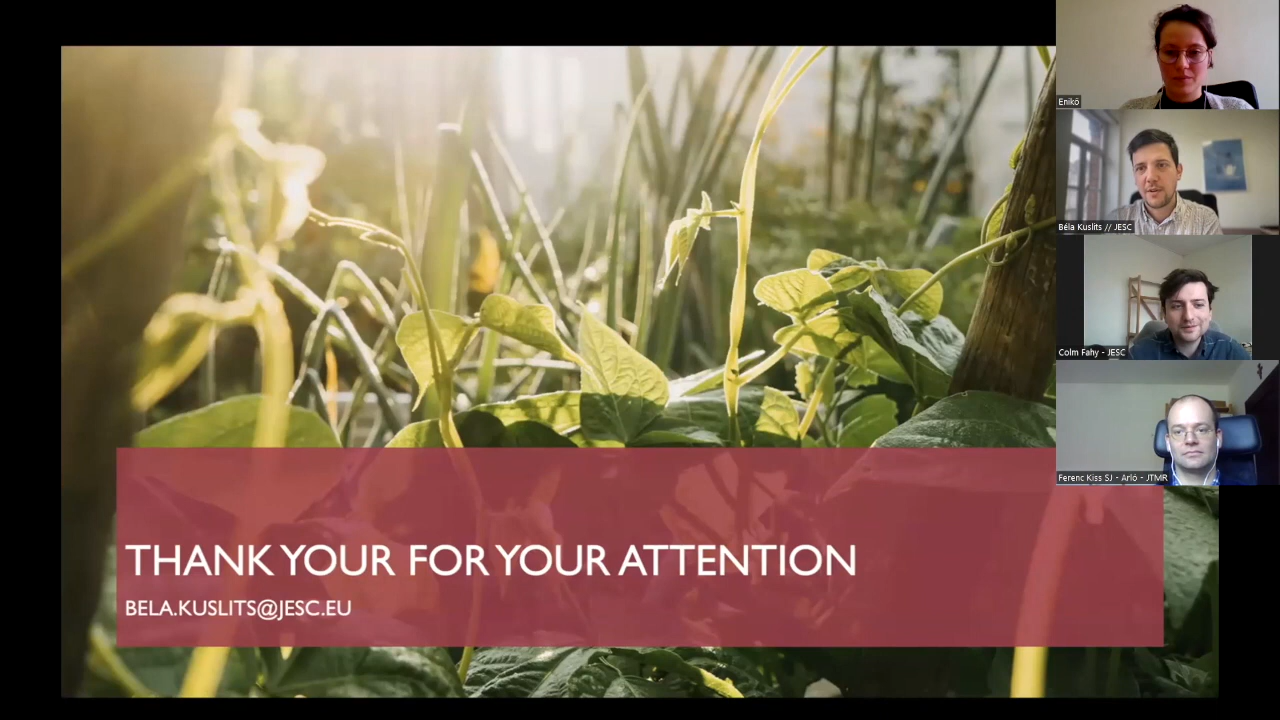 THANK YOUR FOR YOUR ATTENTION
BELA.KUSLITS@JESC.EU
Enikö
Béla Kuslits // JESC
Colm Fahy - JESC
Ferenc Kiss SJ - Arló - JTMR